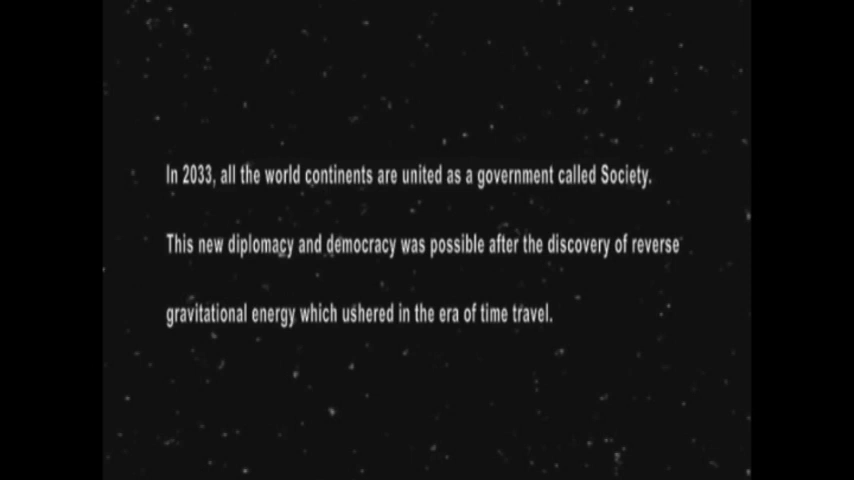 In 2033, all the world continents are united as a government called Society.
This new diplomacy and democracy was possible after the discovery of reverse
gravitational energy which ushered in the era of time travel.